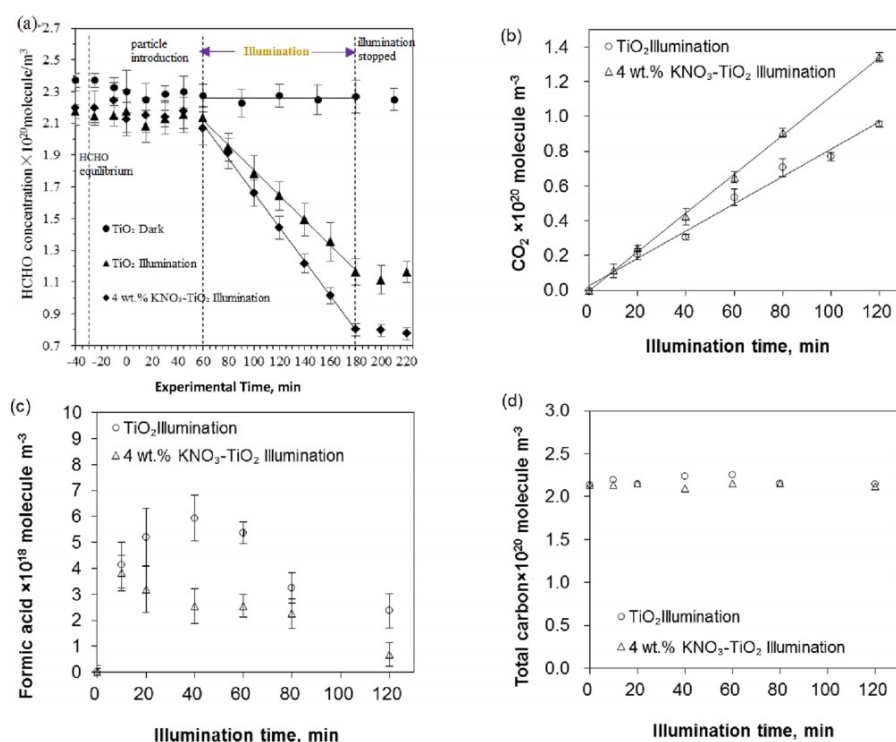 (a)
particle introduction
Illumination
illumination stopped
HCHO equilibrium
TiO₂ Dark
TiO₂ Illumination
4 wt.% KNO₃-TiO₂ Illumination
HCHO concentration×10²⁰molecule/m³
2.7
2.5
2.3
2.1
1.9
1.7
1.5
1.3
1.1
0.9
0.7
-40 -20 0 20 40 60 80 100 120 140 160 180 200 220
Experimental Time, min
(b)
TiO₂Illumination
4 wt.% KNO₃-TiO₂ Illumination
CO₂ ×10²⁰ molecule m⁻³
1.4
1.2
1.0
0.8
0.6
0.4
0.2
0.0
0 20 40 60 80 100 120
Illumination time, min
(c)
TiO₂Illumination
4 wt.% KNO₃-TiO₂ Illumination
Formic acid ×10¹⁸ molecule m⁻³
10
9
8
7
6
5
4
3
2
1
0
0 20 40 60 80 100 120
Illumination time, min
(d)
Total carbon×10²⁰ molecule m⁻³
3.0
2.5
2.0
1.5
1.0
0.5
0.0
TiO₂Illumination
4 wt.% KNO₃-TiO₂ Illumination
0 20 40 60 80 100 120
Illumination time, min